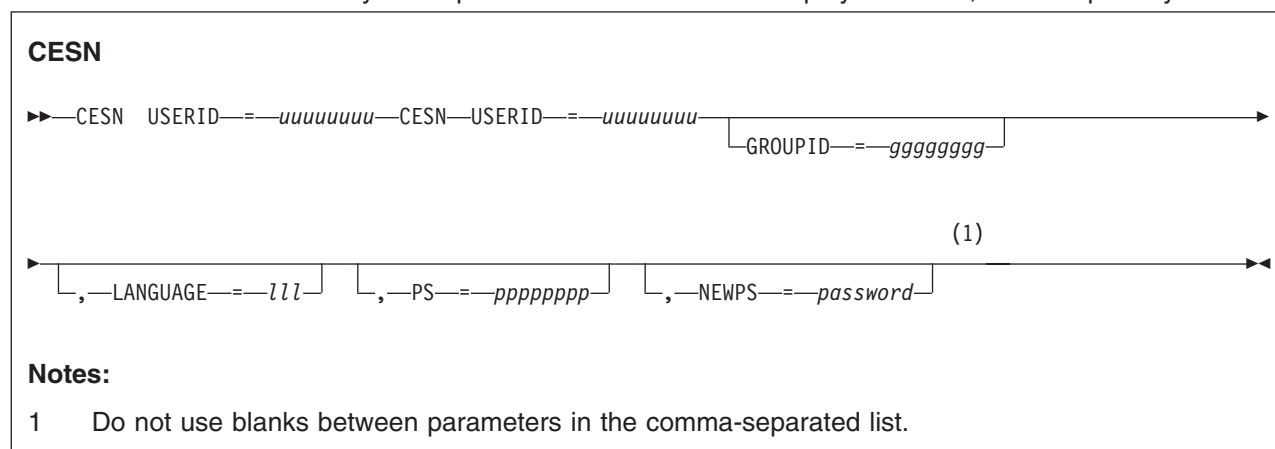 CESN
CESN USERID = uuuuuuuu CESN USERID = uuuuuuuu
GROUPID = gggggggg
(1)
, LANGUAGE = lll , PS = pppppppp , NEWPS = password
Notes:
1 Do not use blanks between parameters in the comma-separated list.